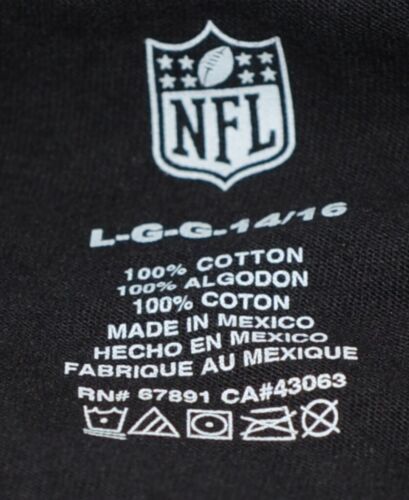 NFL
L-G-G-14/16
100% COTTON
100% ALGODON
100% COTON
MADE IN MEXICO
HECHO EN MEXICO
FABRIQUE AU MEXIQUE
RN# 67891 CA#43063